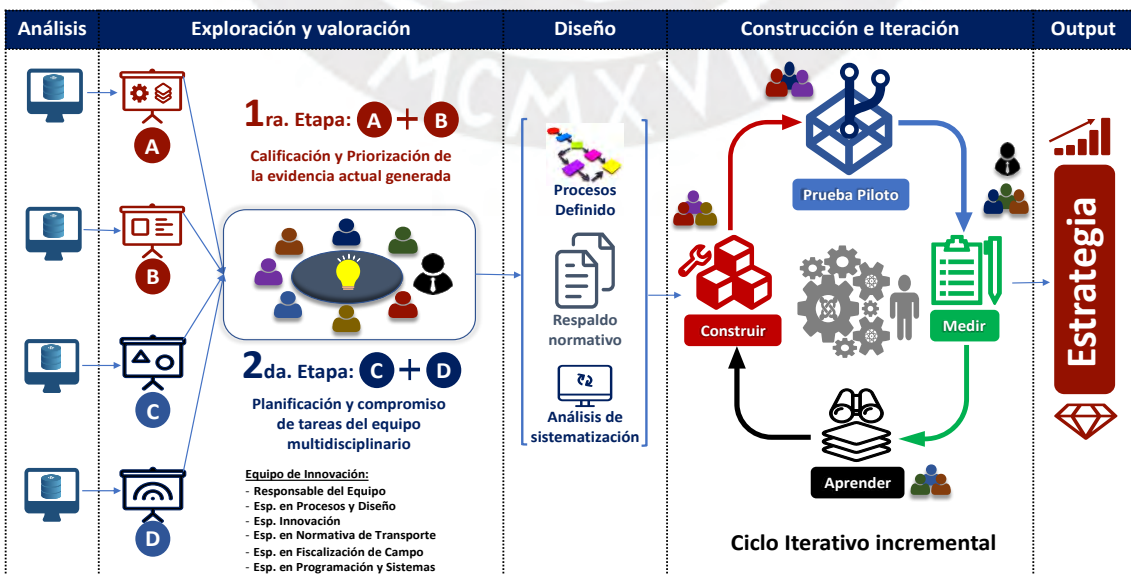 Análisis
Exploración y valoración
Diseño
Construcción e Iteración
Output
MCMXVII
A
B
C
D
1ra. Etapa: A + B
Calificación y Priorización de
la evidencia actual generada
2da. Etapa: C + D
Planificación y compromiso
de tareas del equipo
multidisciplinario
Equipo de Innovación:
- Responsable del Equipo
- Esp. en Procesos y Diseño
- Esp. Innovación
- Esp. en Normativa de Transporte
- Esp. en Fiscalización de Campo
- Esp. en Programación y Sistemas
Procesos
Definido
Respaldo
normativo
Análisis de
sistematización
Prueba Piloto
Construir
Medir
Aprender
Ciclo Iterativo incremental
Estrategia